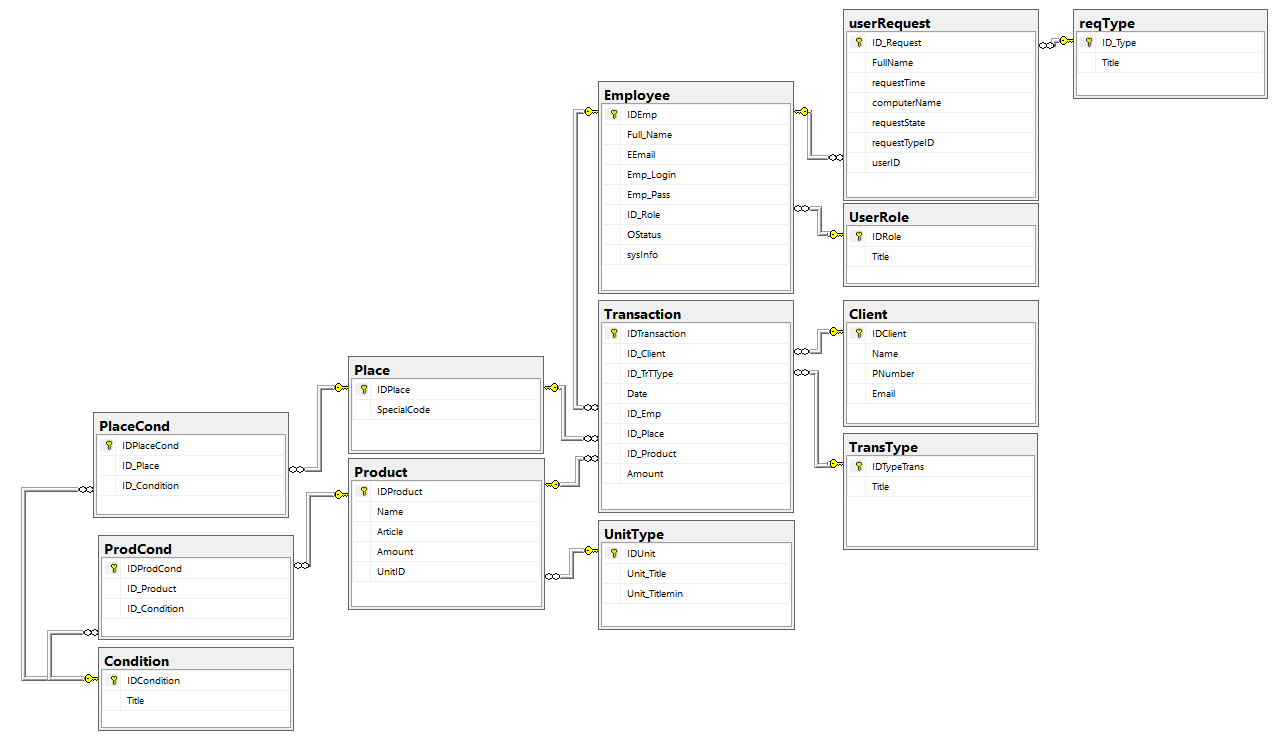 userRequest
ID_Request
FullName
requestTime
computerName
requestState
requestTypeID
userID
reqType
ID_Type
Title
Employee
IDEmp
Full_Name
EEmail
Emp_Login
Emp_Pass
ID_Role
OStatus
sysInfo
UserRole
IDRole
Title
Transaction
IDTransaction
ID_Client
ID_TrTType
Date
ID_Emp
ID_Place
ID_Product
Amount
Client
IDClient
Name
PNumber
Email
Place
IDPlace
SpecialCode
PlaceCond
IDPlaceCond
ID_Place
ID_Condition
TransType
IDTypeTrans
Title
Product
IDProduct
Name
Article
Amount
UnitID
UnitType
IDUnit
Unit_Title
Unit_Titlemin
ProdCond
IDProdCond
ID_Product
ID_Condition
Condition
IDCondition
Title